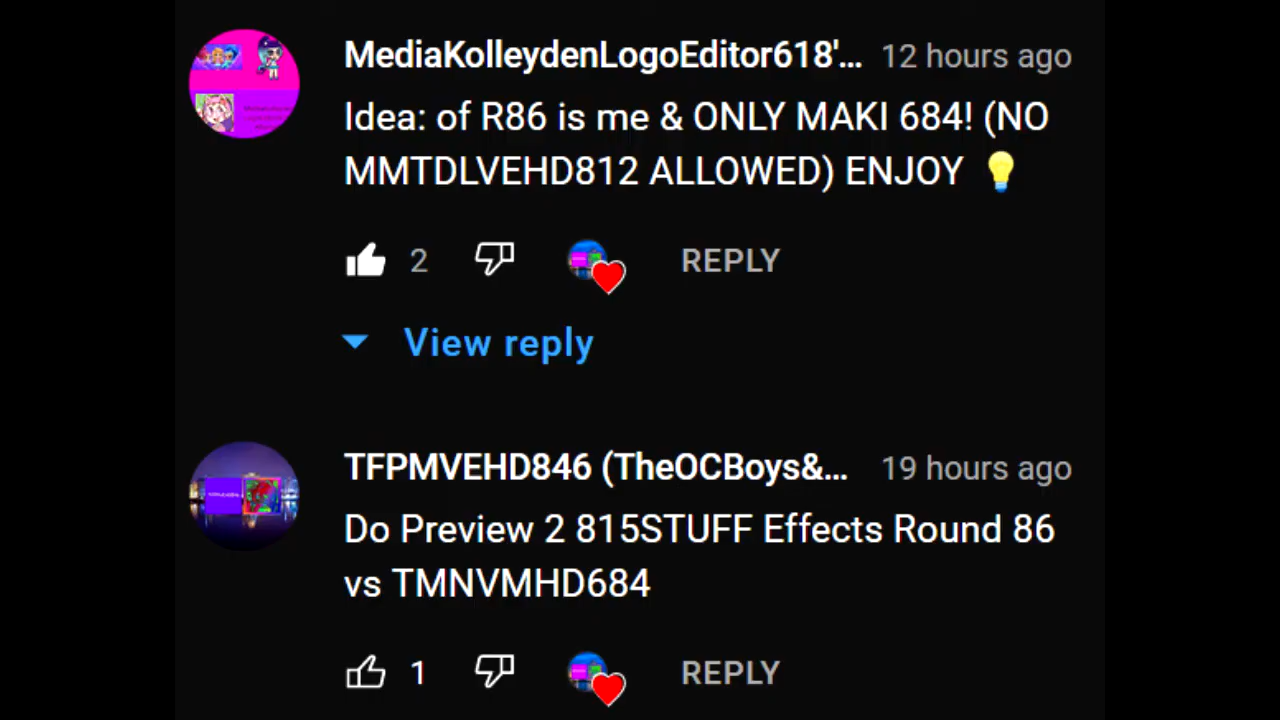 MediaKolleydenLogoEditor618'... 12 hours ago
Idea: of R86 is me & ONLY MAKI 684! (NO
MMTDLVEHD812 ALLOWED) ENJOY 💡
2 REPLY
View reply
TFPMVEHD846 (TheOCBoys&... 19 hours ago
Do Preview 2 815STUFF Effects Round 86
vs TMNVMHD684
1 REPLY